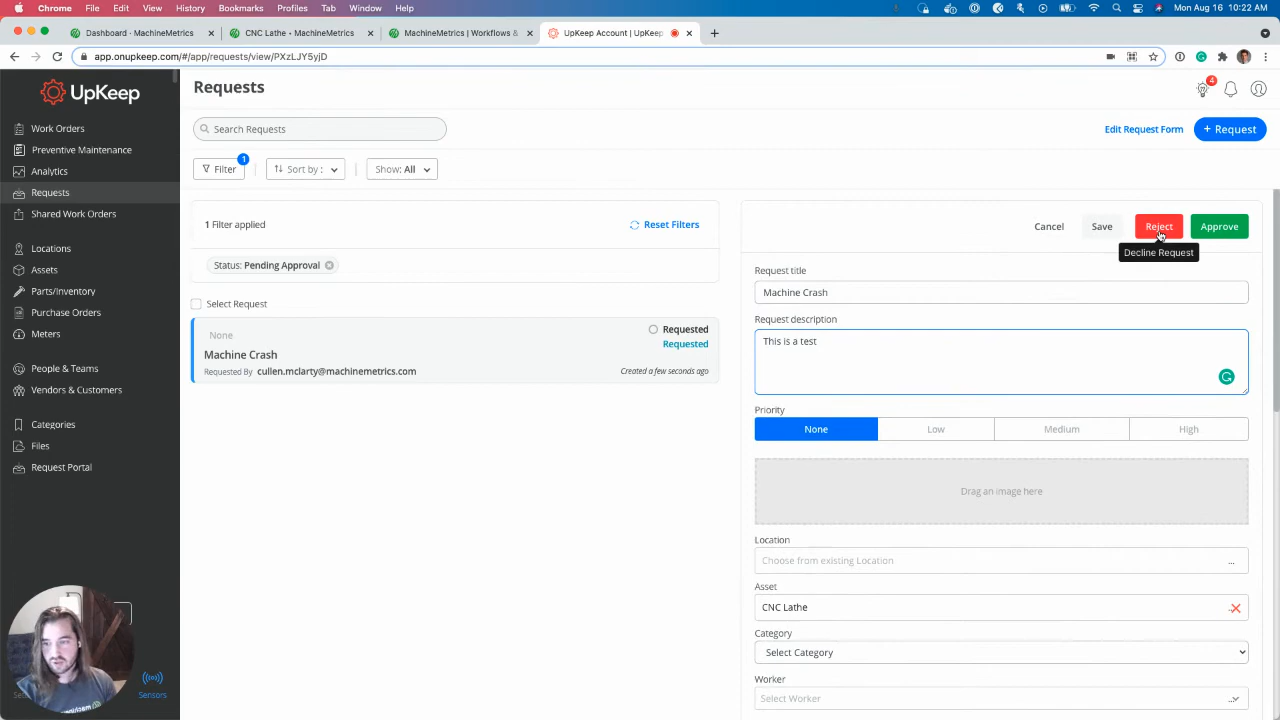 Chrome File Edit View History Bookmarks Profiles Tab Window Help Mon Aug 16 10:22 AM
Dashboard - MachineMetrics CNC Lathe • MachineMetrics MachineMetrics | Workflows & UpKeep Account | UpKeep
app.onupkeep.com/#/app/requests/view/PXzLJY5yjD
UpKeep
Work Orders
Preventive Maintenance
Analytics
Requests
Shared Work Orders
Locations
Assets
Parts/Inventory
Purchase Orders
Meters
People & Teams
Vendors & Customers
Categories
Files
Request Portal
Sensors
Requests
4
Search Requests
Edit Request Form
+ Request
Filter 1
Sort by :
Show: All
1 Filter applied
Reset Filters
Status: Pending Approval
Select Request
None
Requested
Requested
Machine Crash
Requested By cullen.mclarty@machinemetrics.com
Created a few seconds ago
Cancel Save Reject Approve
Decline Request
Request title
Machine Crash
Request description
This is a test
Priority
None Low Medium High
Drag an image here
Location
Choose from existing Location ...
Asset
CNC Lathe
Category
Select Category
Worker
Select Worker